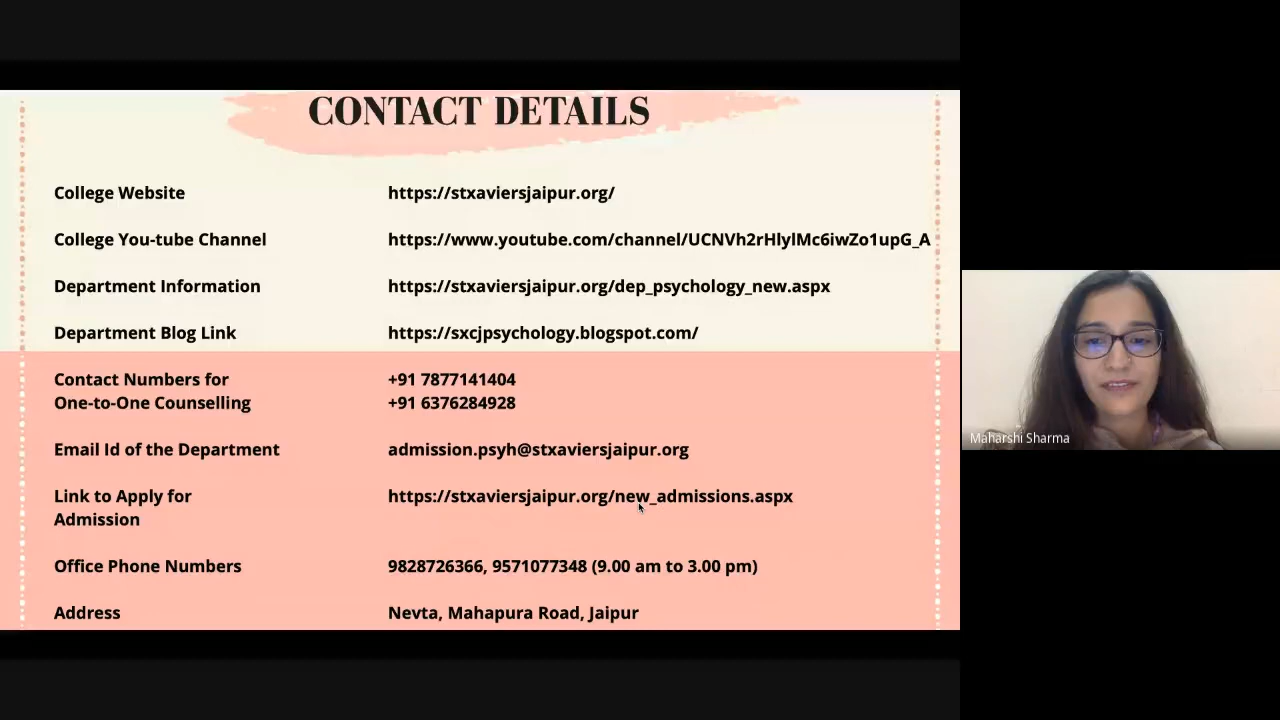 CONTACT DETAILS
College Website https://stxaviersjaipur.org/
College You-tube Channel https://www.youtube.com/channel/UCNVh2rHlylMc6iwZo1upG_A
Department Information https://stxaviersjaipur.org/dep_psychology_new.aspx
Department Blog Link https://sxcjpsychology.blogspot.com/
Contact Numbers for +91 7877141404
One-to-One Counselling +91 6376284928
Email Id of the Department admission.psyh@stxaviersjaipur.org
Link to Apply for https://stxaviersjaipur.org/new_admissions.aspx
Admission
Office Phone Numbers 9828726366, 9571077348 (9.00 am to 3.00 pm)
Address Nevta, Mahapura Road, Jaipur
Maharshi Sharma